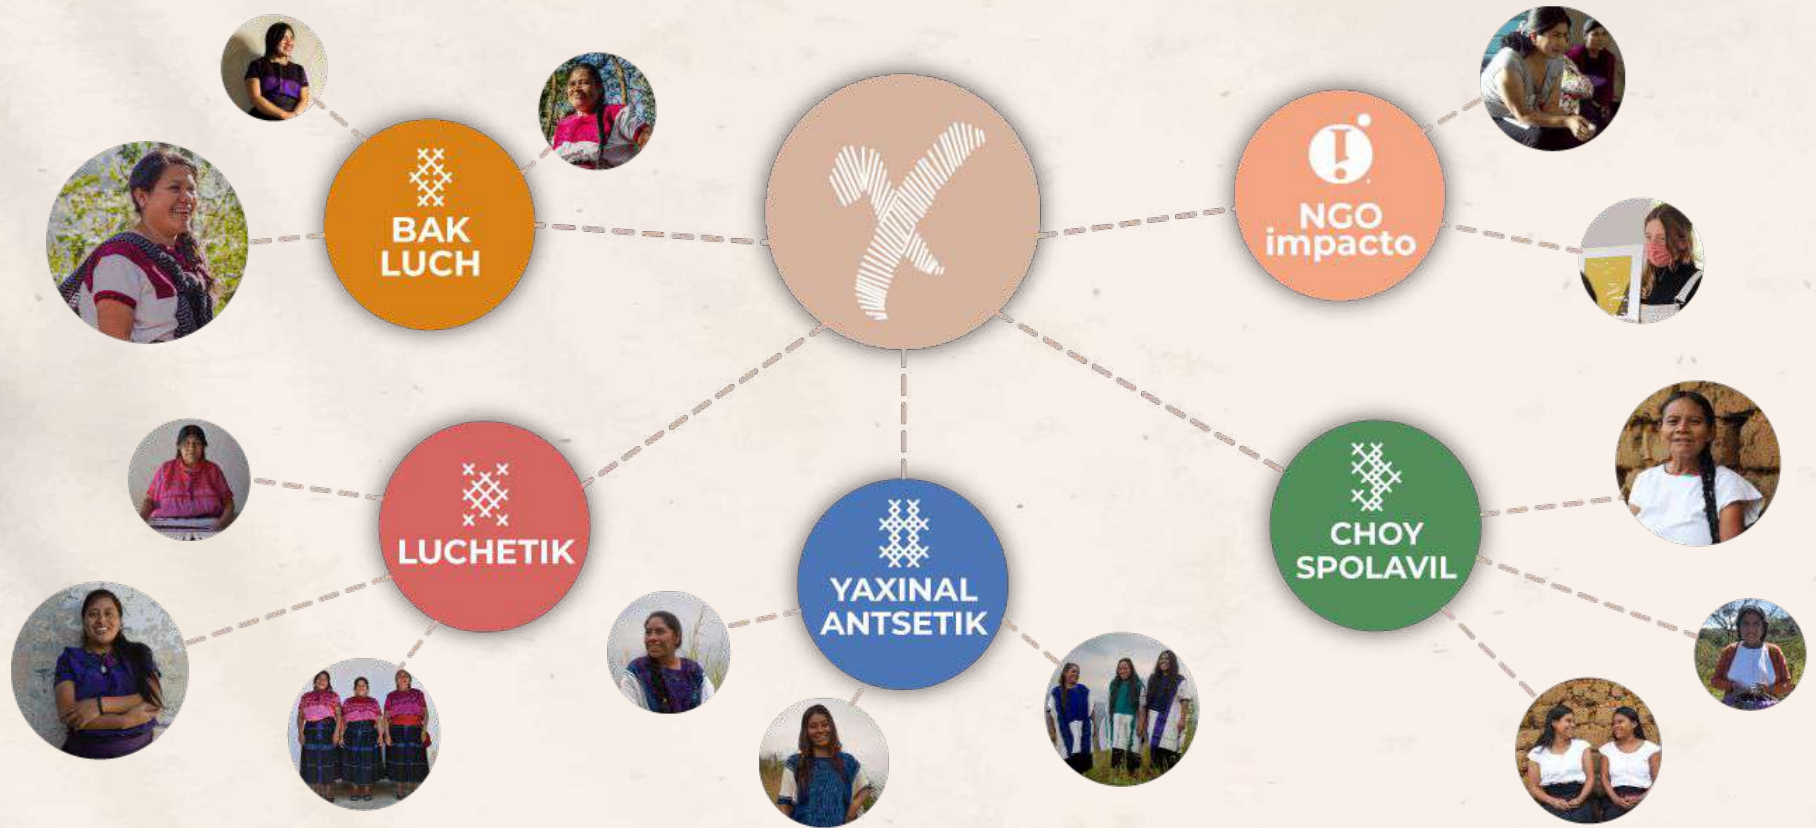 BAK
LUCH
NGO
impacto
LUCHETIK
YAXINAL
ANTSETIK
CHOY
SPOLAVIL